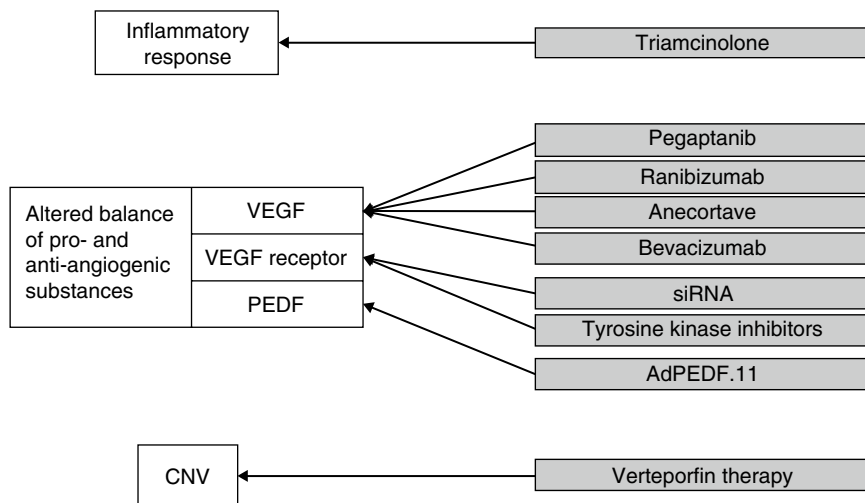 Inflammatory
response
Triamcinolone
Altered balance
of pro- and
anti-angiogenic
substances
VEGF
VEGF receptor
PEDF
Pegaptanib
Ranibizumab
Anecortave
Bevacizumab
siRNA
Tyrosine kinase inhibitors
AdPEDF.11
CNV
Verteporfin therapy